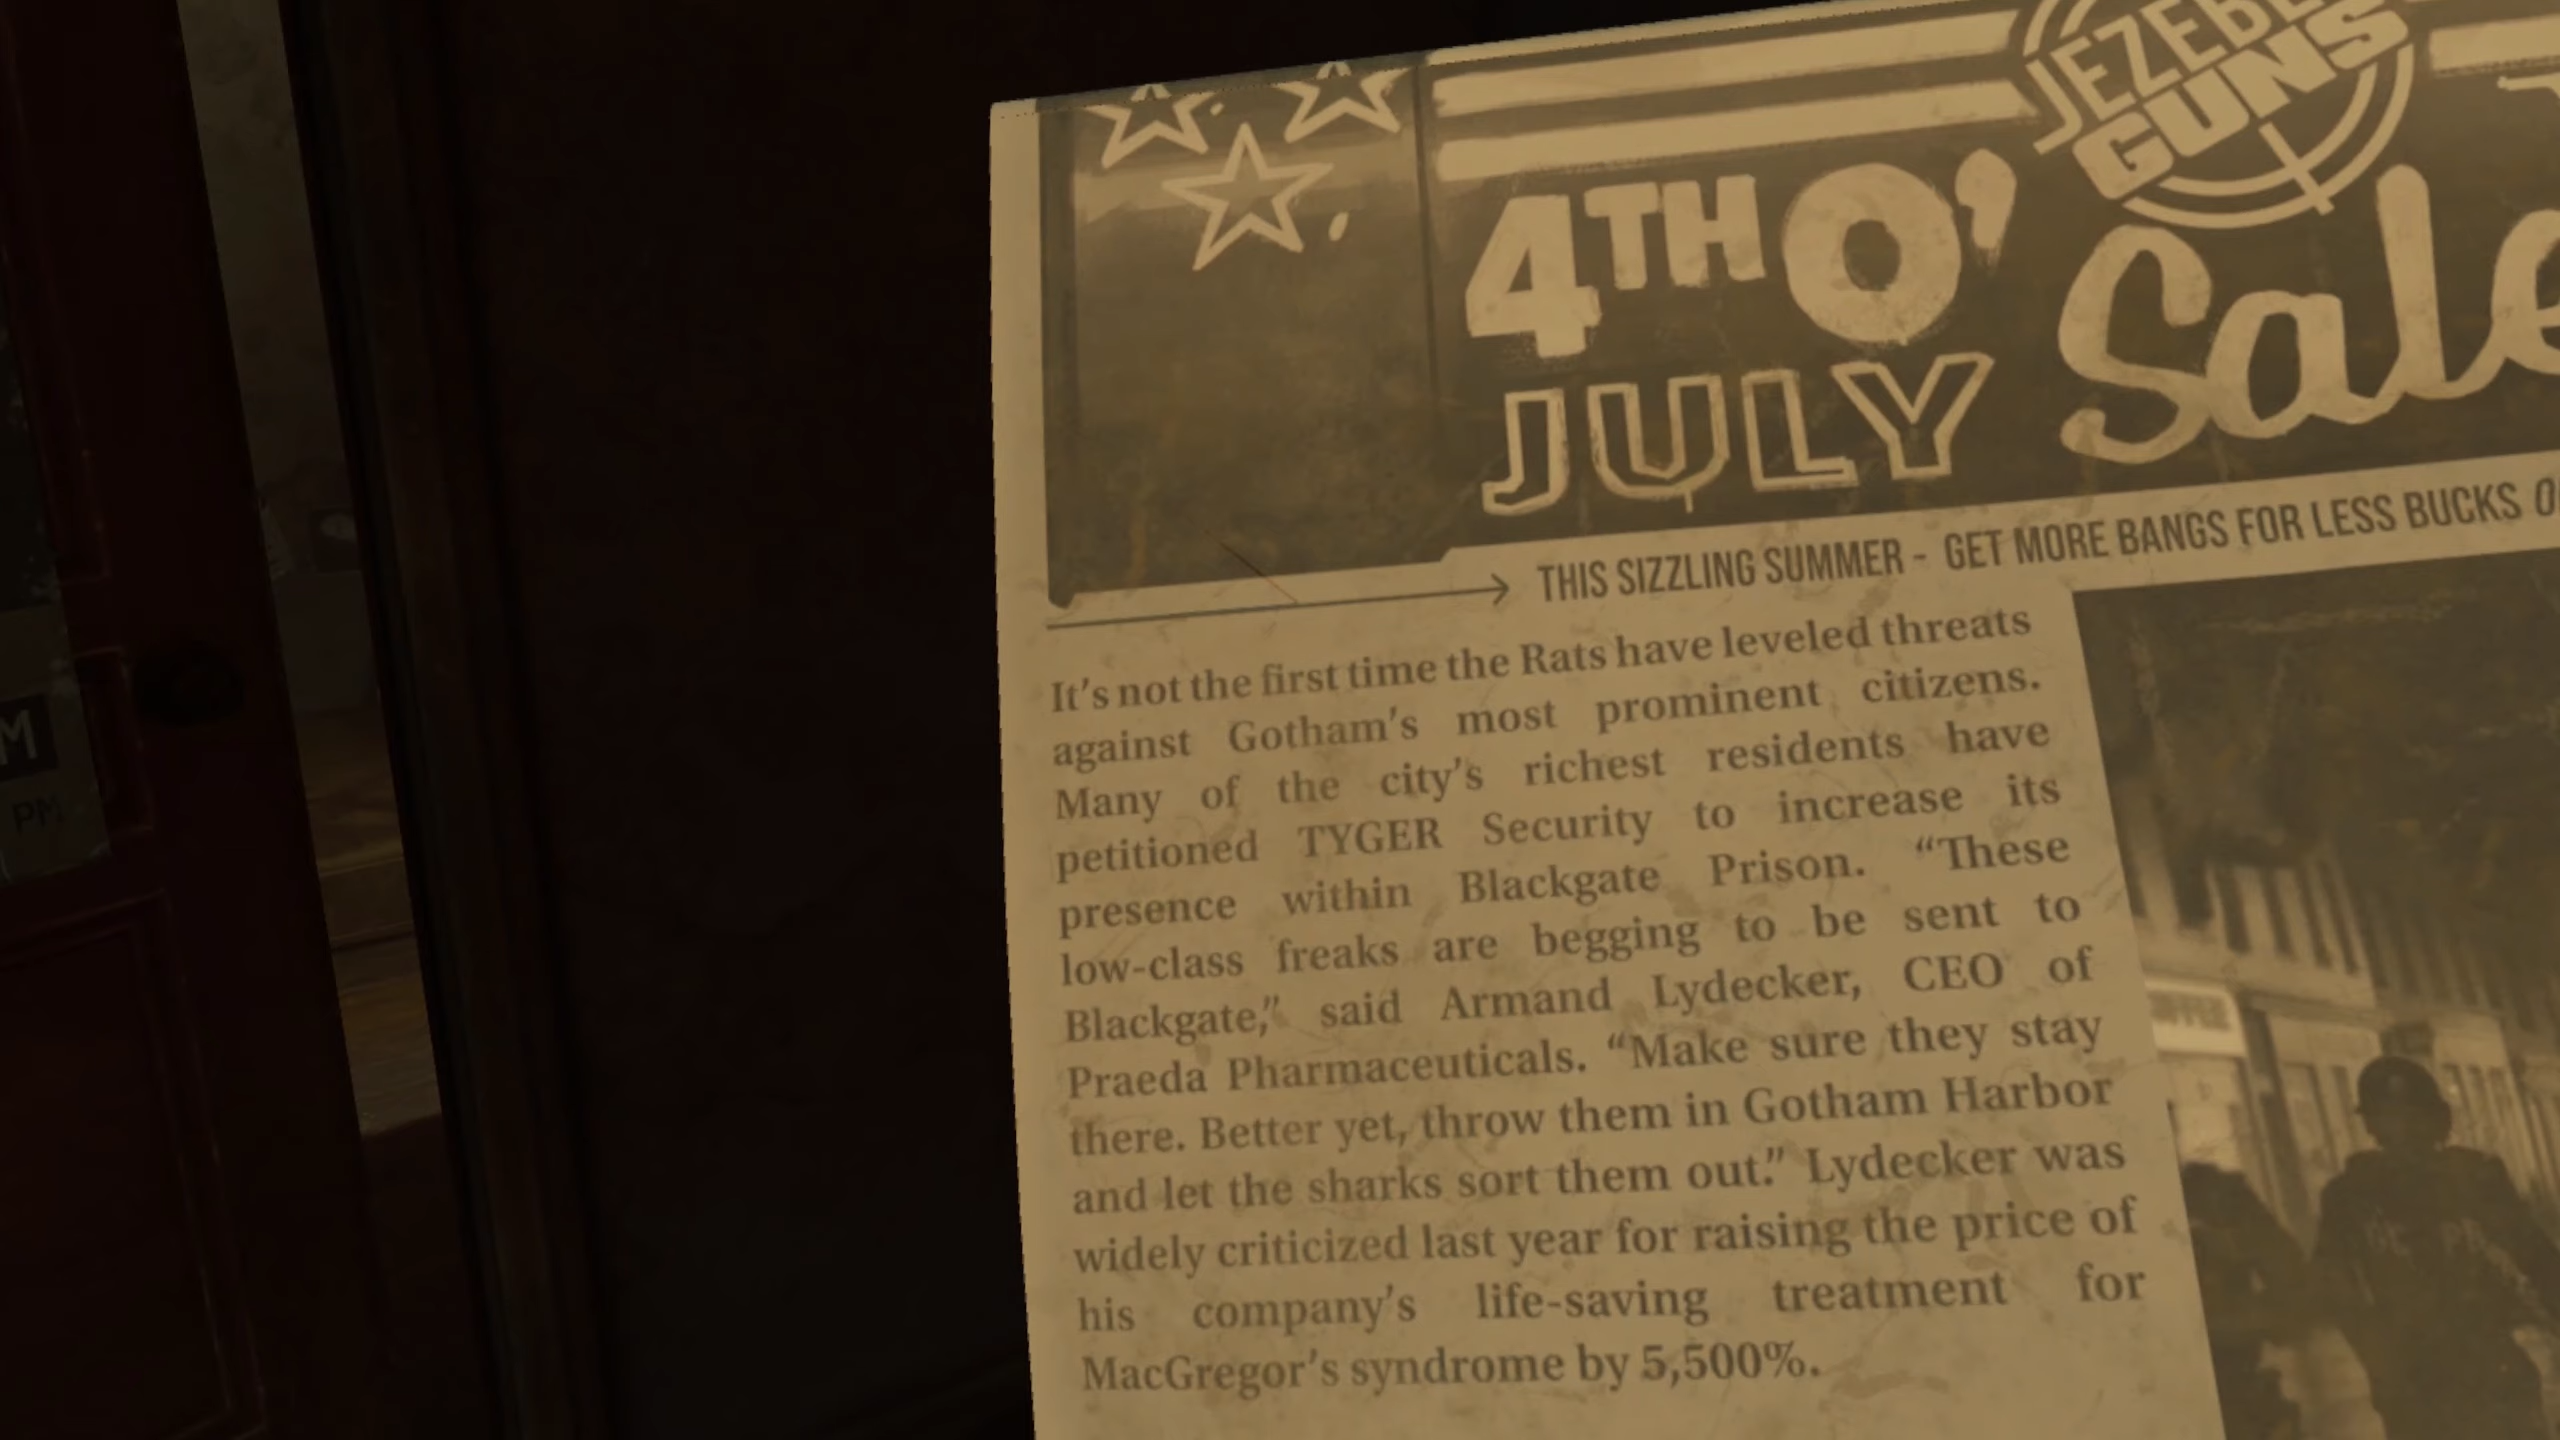 JEZEBE
GUNS
4TH O'
JULY Sale
THIS SIZZLING SUMMER - GET MORE BANGS FOR LESS BUCKS
It's not the first time the Rats have leveled threats
against Gotham's most prominent citizens.
Many of the city's richest residents have
petitioned TYGER Security to increase its
presence within Blackgate Prison. “These
low-class freaks are begging to be sent to
Blackgate,” said Armand Lydecker, CEO of
Praeda Pharmaceuticals. “Make sure they stay
there. Better yet, throw them in Gotham Harbor
and let the sharks sort them out.” Lydecker was
widely criticized last year for raising the price of
his company's life-saving treatment for
MacGregor's syndrome by 5,500%.
M
PM